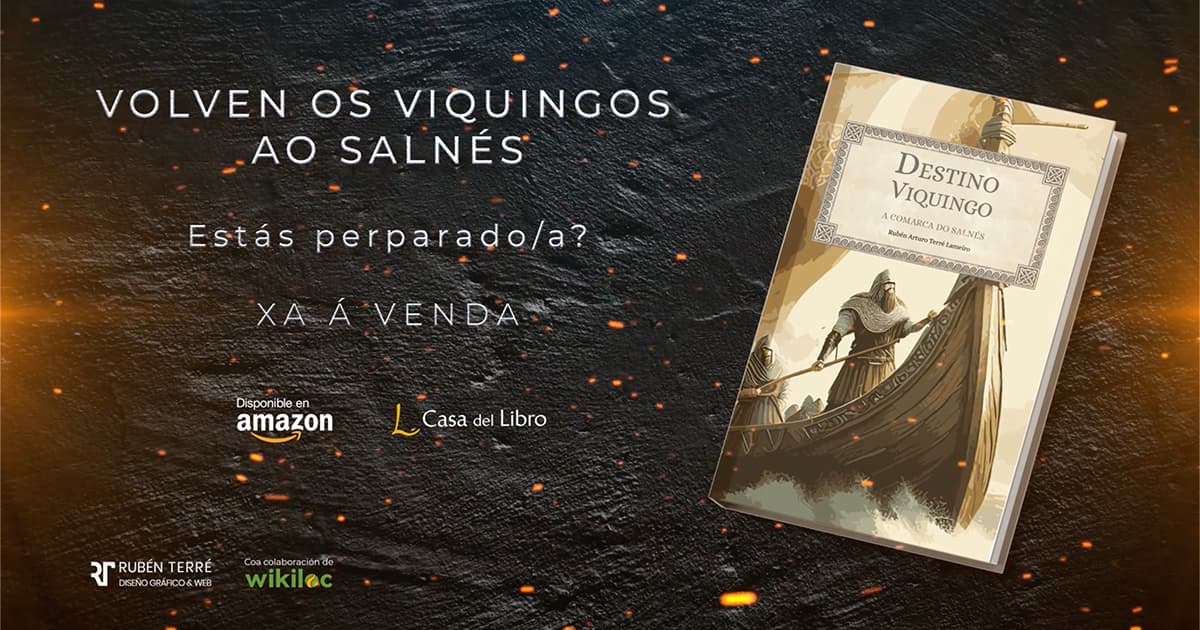 VOLVEN OS VIQUINGOS
AO SALNÉS
Estás perparado/a?
XA Á VENDA
Disponible en
amazon
Casa del Libro
RUBÉN TERRÉ
DISEÑO GRÁFICO & WEB
Coa colaboración de
wikiloc
DESTINO
VIQUINGO
A COMARCA DO SALNÉS
Rubén Arturo Terré Lameiro